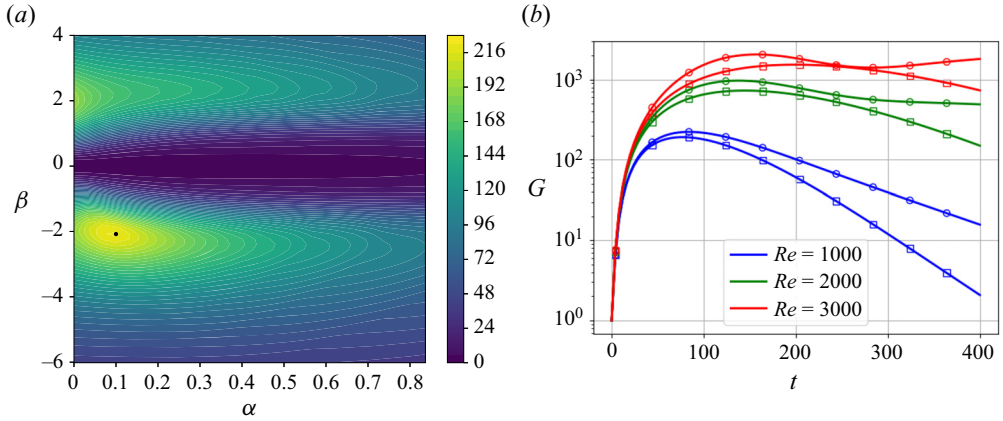 (a)
4
2
0
−2
−4
−6
β
0 0.1 0.2 0.3 0.4 0.5 0.6 0.7 0.8
α
216
192
168
144
120
96
72
48
24
0
(b)
10³
10²
10¹
10⁰
G
Re = 1000
Re = 2000
Re = 3000
0 100 200 300 400
t